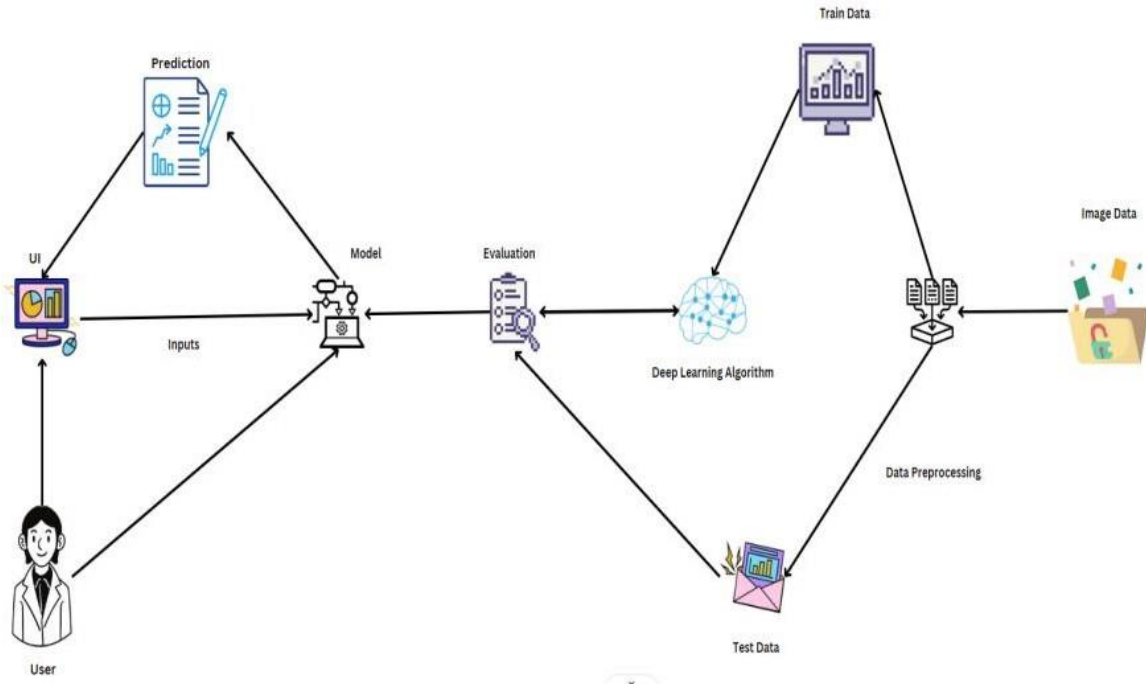 Train Data
Prediction
Image Data
UI
Model
Evaluation
Inputs
Deep Learning Algorithm
Data Preprocessing
Test Data
User